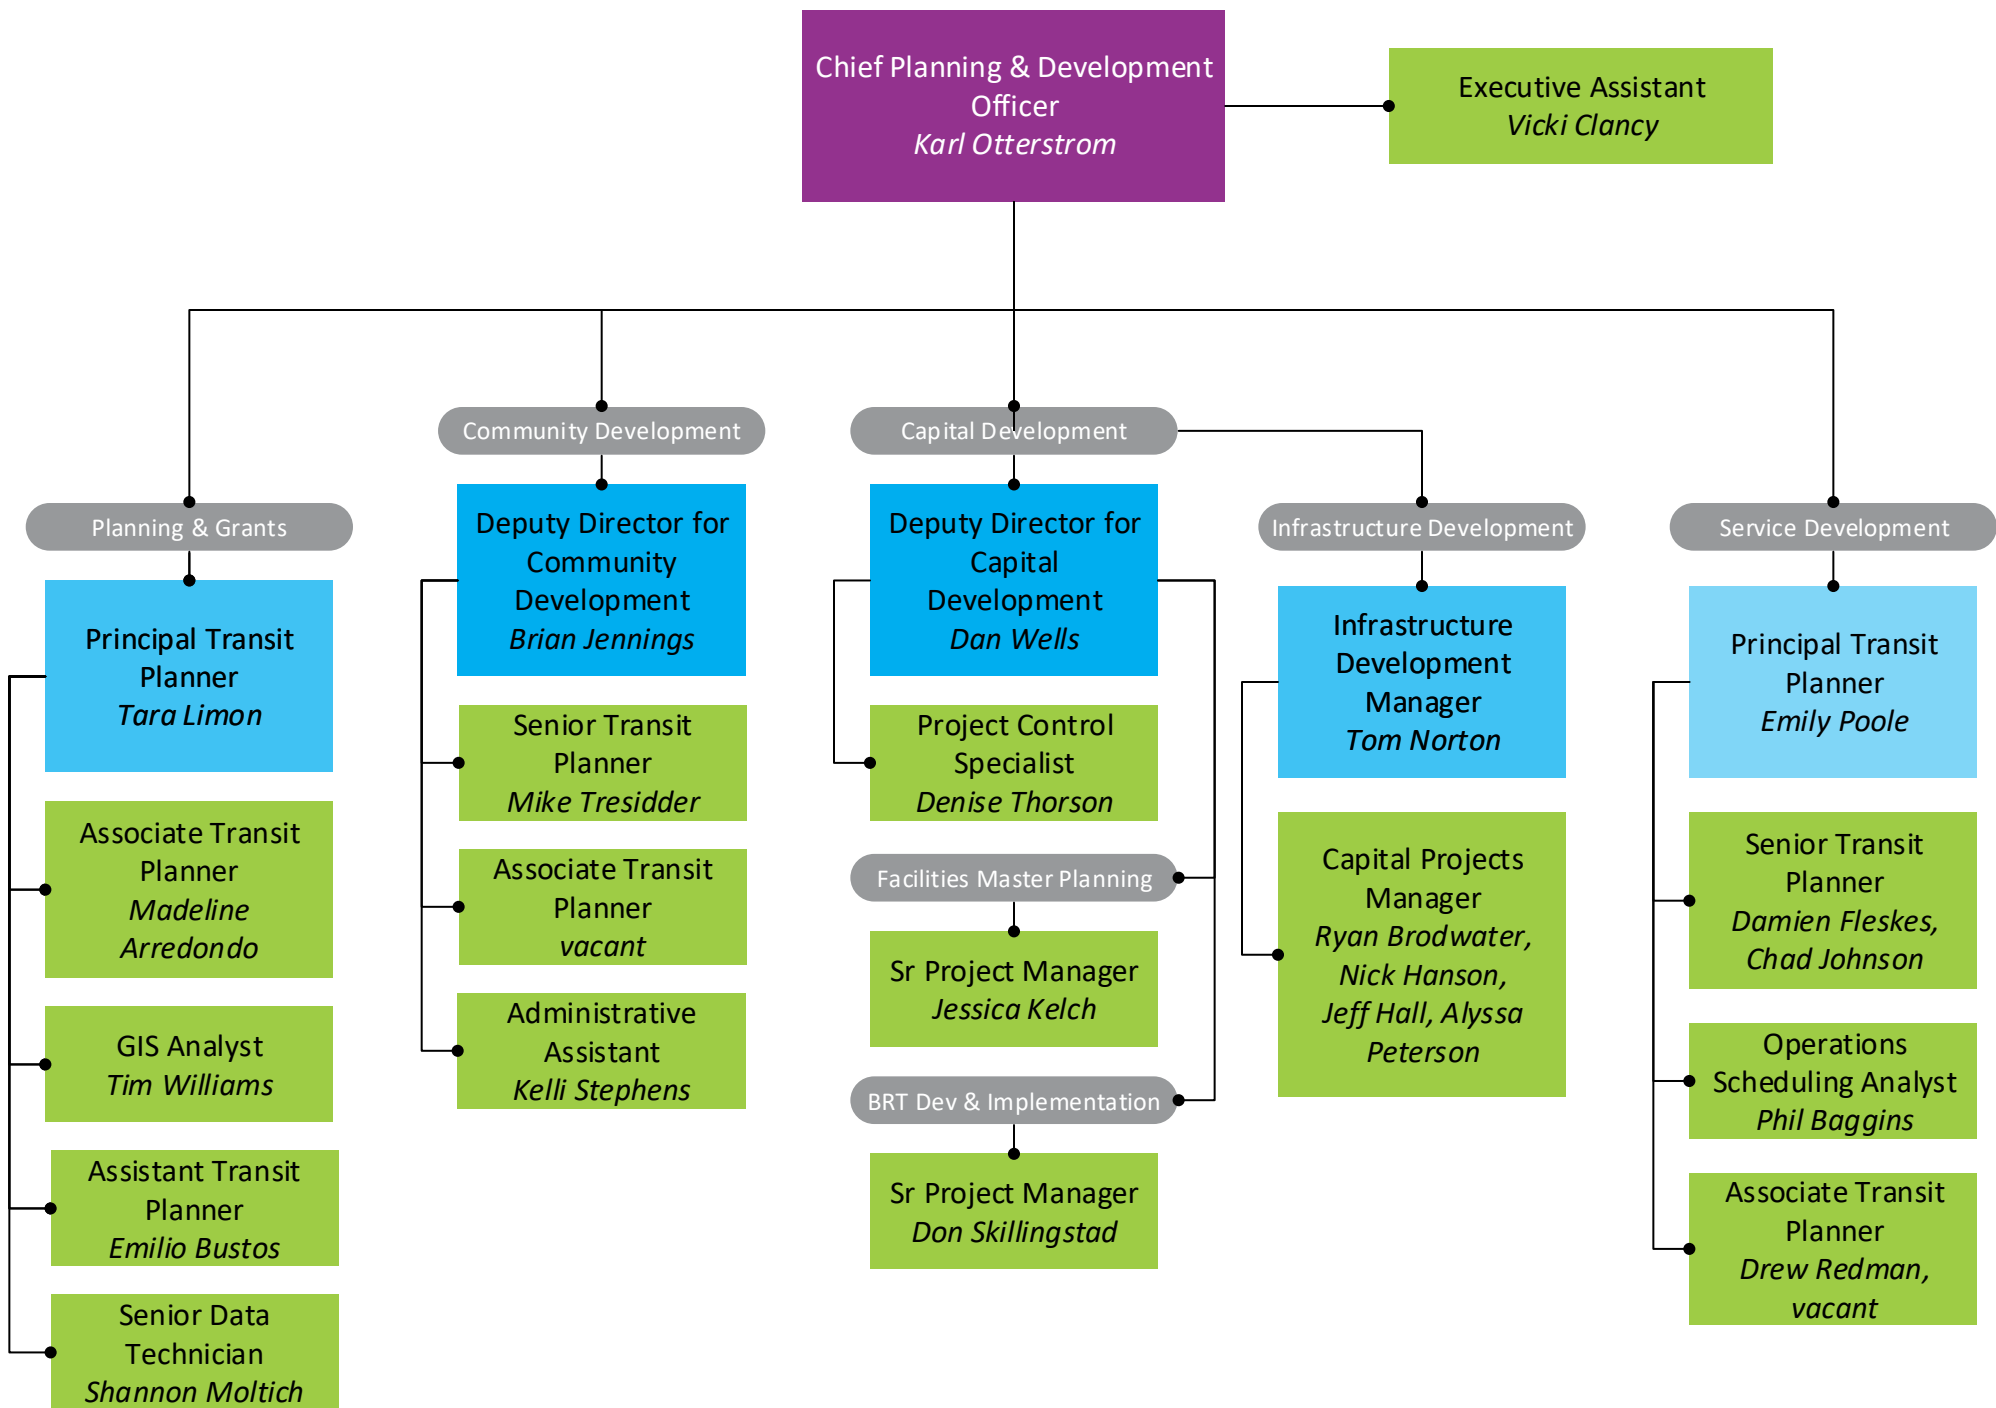 Chief Planning & Development
Officer
Karl Otterstrom
Executive Assistant
Vicki Clancy
Planning & Grants
Principal Transit
Planner
Tara Limon
Associate Transit
Planner
Madeline
Arredondo
GIS Analyst
Tim Williams
Assistant Transit
Planner
Emilio Bustos
Senior Data
Technician
Shannon Moltich
Community Development
Deputy Director for
Community
Development
Brian Jennings
Senior Transit
Planner
Mike Tresidder
Associate Transit
Planner
vacant
Administrative
Assistant
Kelli Stephens
Capital Development
Deputy Director for
Capital
Development
Dan Wells
Project Control
Specialist
Denise Thorson
Facilities Master Planning
Sr Project Manager
Jessica Kelch
BRT Dev & Implementation
Sr Project Manager
Don Skillingstad
Infrastructure Development
Infrastructure
Development
Manager
Tom Norton
Capital Projects
Manager
Ryan Brodwater,
Nick Hanson,
Jeff Hall, Alyssa
Peterson
Service Development
Principal Transit
Planner
Emily Poole
Senior Transit
Planner
Damien Fleskes,
Chad Johnson
Operations
Scheduling Analyst
Phil Baggins
Associate Transit
Planner
Drew Redman,
vacant